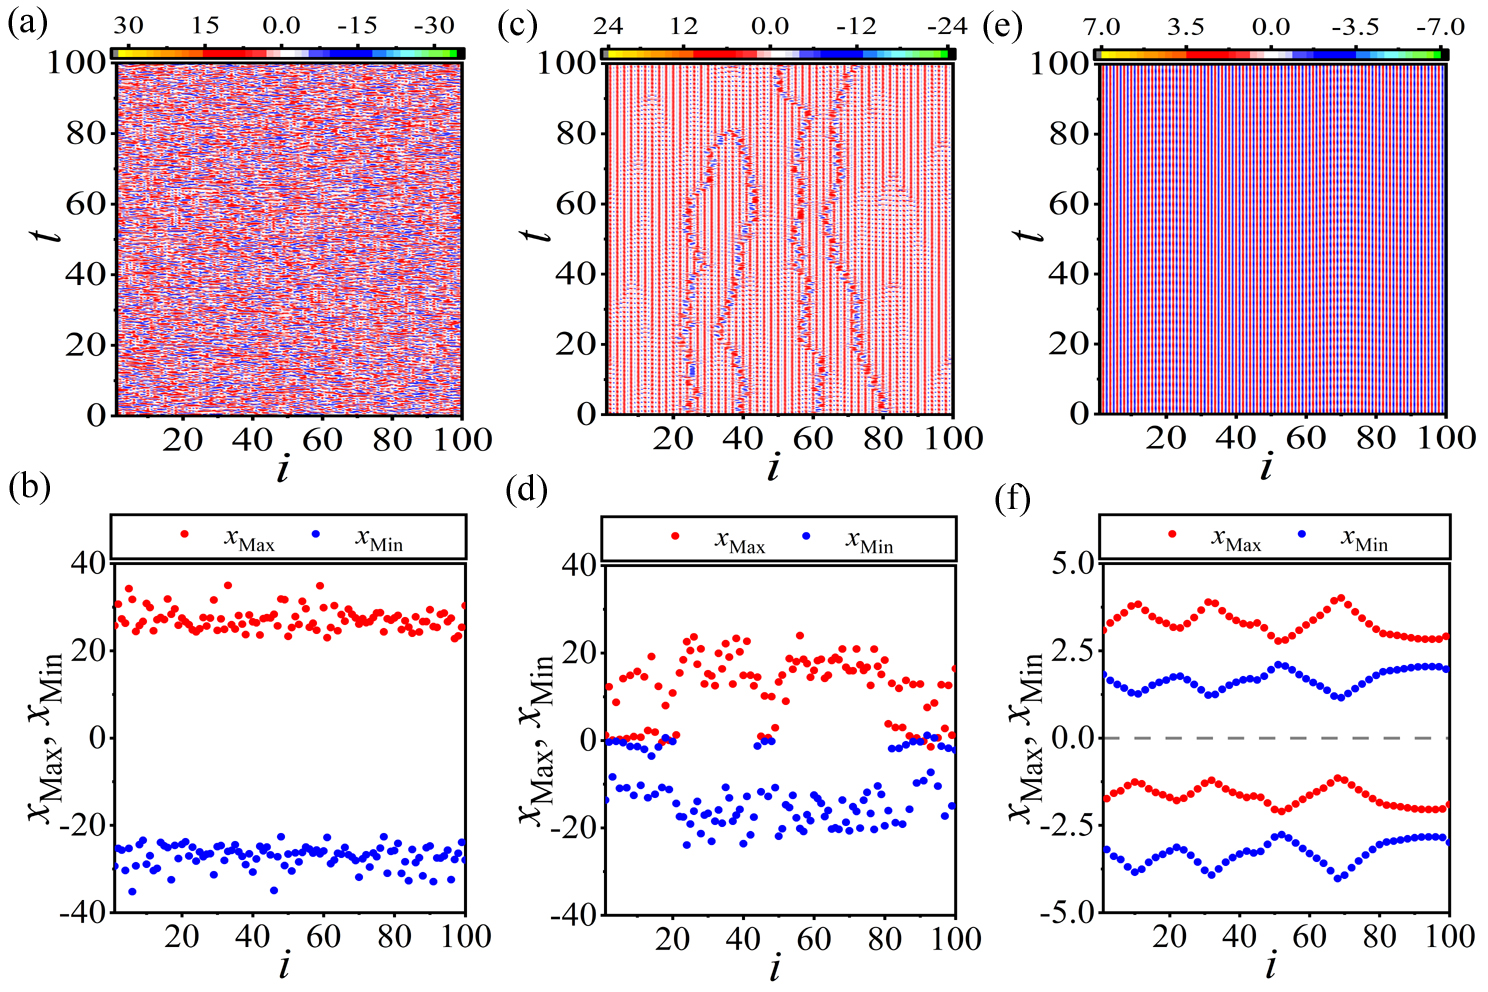 (a)
30 15 0.0 -15 -30
100
80
60
40
20
0
t
20 40 60 80 100
i
(c)
24 12 0.0 -12 -24
100
80
60
40
20
0
t
20 40 60 80 100
i
(e)
7.0 3.5 0.0 -3.5 -7.0
100
80
60
40
20
0
t
20 40 60 80 100
i
(b)
xMax xMin
40
20
0
-20
-40
xMax, xMin
20 40 60 80 100
i
(d)
xMax xMin
40
20
0
-20
-40
xMax, xMin
20 40 60 80 100
i
(f)
xMax xMin
5.0
2.5
0.0
-2.5
-5.0
xMax, xMin
20 40 60 80 100
i